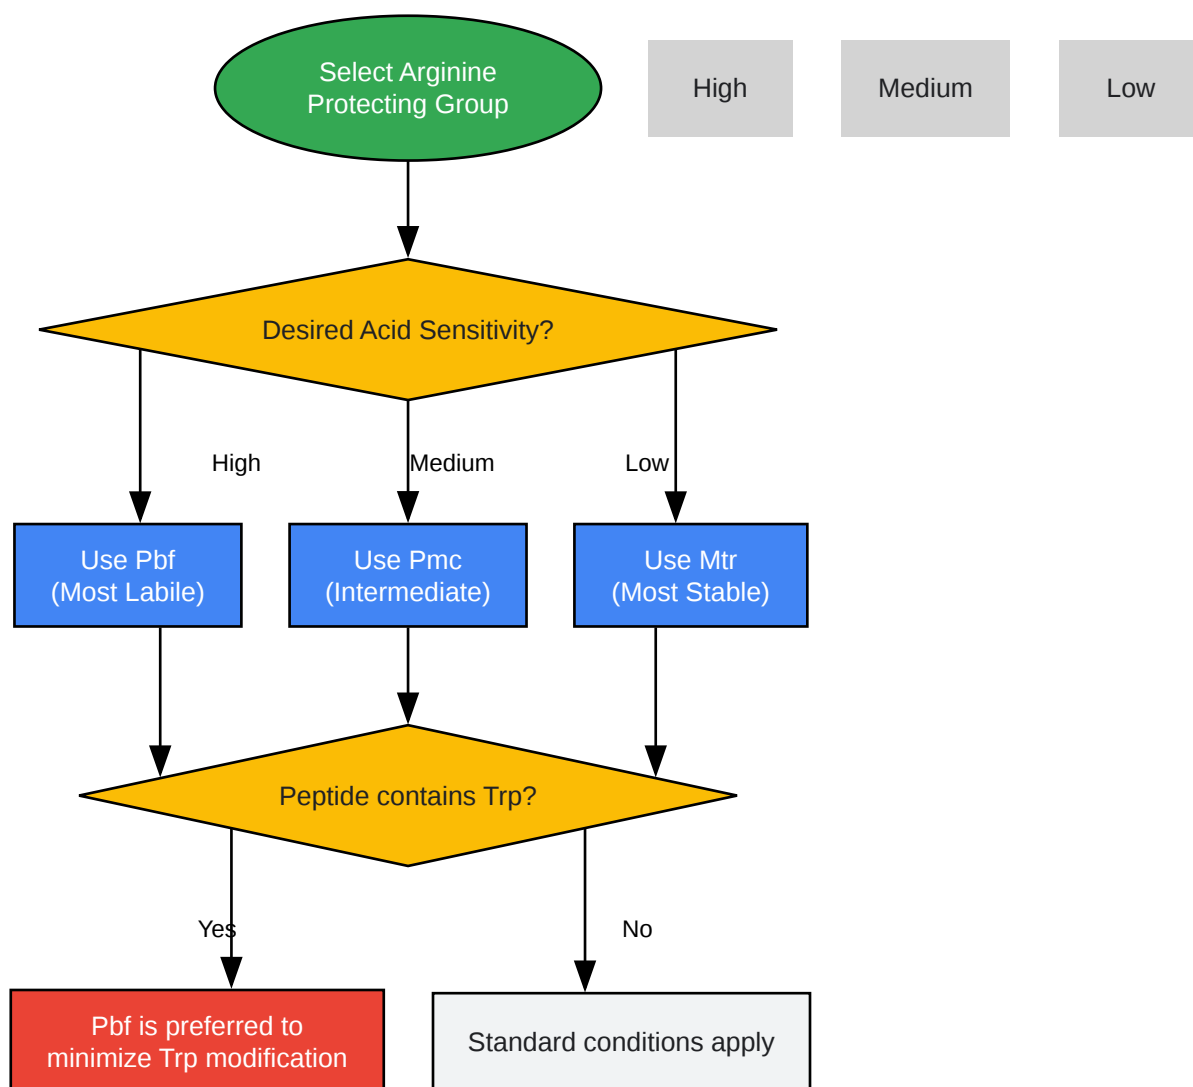 Select Arginine
Protecting Group
High
Medium
Low
Desired Acid Sensitivity?
High
Medium
Low
Use Pbf
(Most Labile)
Use Pmc
(Intermediate)
Use Mtr
(Most Stable)
Peptide contains Trp?
Yes
No
Pbf is preferred to
minimize Trp modification
Standard conditions apply